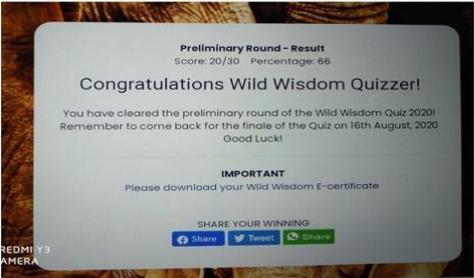 Preliminary Round - Result
Score: 20/30 Percentage: 66
Congratulations Wild Wisdom Quizzer!
You have cleared the preliminary round of the Wild Wisdom Quiz 2020!
Remember to come back for the finale of the Quiz on 16th August, 2020
Good Luck!
IMPORTANT
Please download your Wild Wisdom E-certificate
SHARE YOUR WINNING
Share Tweet Share
REDMI Y3
AMERA